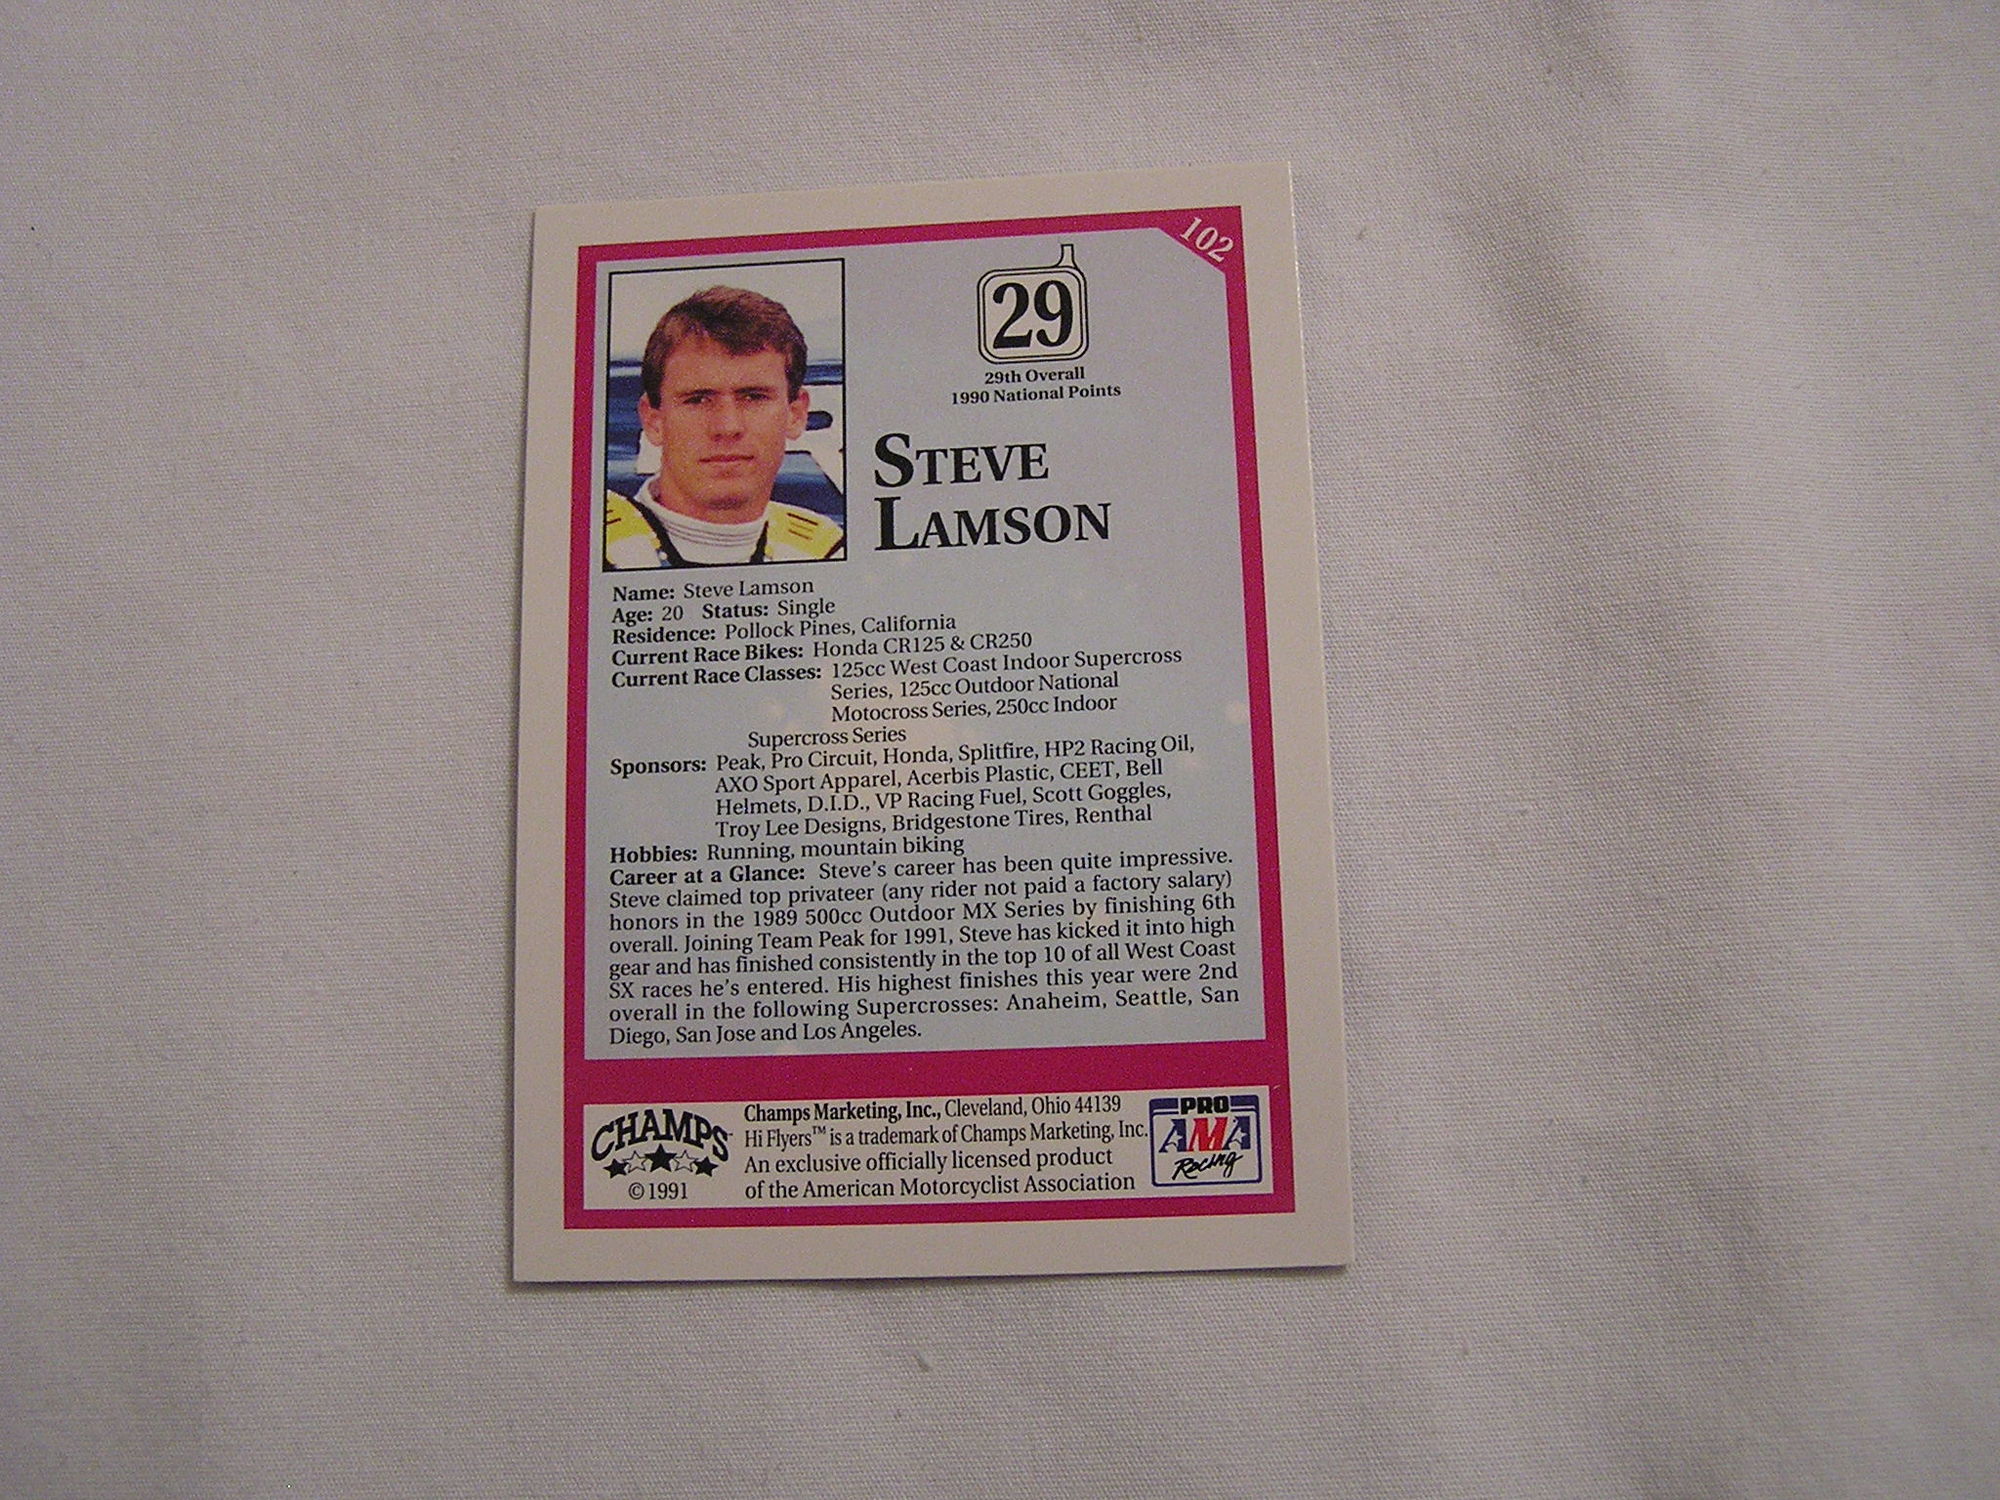 102
29
29th Overall
1990 National Points
STEVE
LAMSON
Name: Steve Lamson
Age: 20 Status: Single
Residence: Pollock Pines, California
Current Race Bikes: Honda CR125 & CR250
Current Race Classes: 125cc West Coast Indoor Supercross
Series, 125cc Outdoor National
Motocross Series, 250cc Indoor
Supercross Series
Sponsors: Peak, Pro Circuit, Honda, Splitfire, HP2 Racing Oil,
AXO Sport Apparel, Acerbis Plastic, CEET, Bell
Helmets, D.I.D., VP Racing Fuel, Scott Goggles,
Troy Lee Designs, Bridgestone Tires, Renthal
Hobbies: Running, mountain biking
Career at a Glance: Steve's career has been quite impressive.
Steve claimed top privateer (any rider not paid a factory salary)
honors in the 1989 500cc Outdoor MX Series by finishing 6th
overall. Joining Team Peak for 1991, Steve has kicked it into high
gear and has finished consistently in the top 10 of all West Coast
SX races he's entered. His highest finishes this year were 2nd
overall in the following Supercrosses: Anaheim, Seattle, San
Diego, San Jose and Los Angeles.
CHAMPS™
©1991
Champs Marketing, Inc., Cleveland, Ohio 44139
Hi Flyers™ is a trademark of Champs Marketing, Inc.
An exclusive officially licensed product
of the American Motorcyclist Association
PRO
AMA
Racing